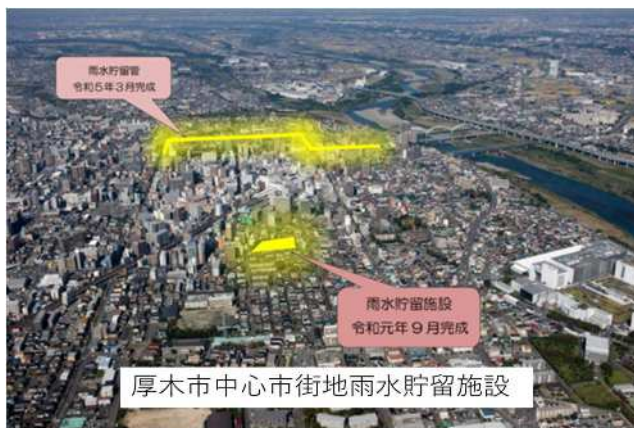 雨水貯留管
令和5年3月完成
雨水貯留施設
令和元年9月完成
厚木市中心市街地雨水貯留施設